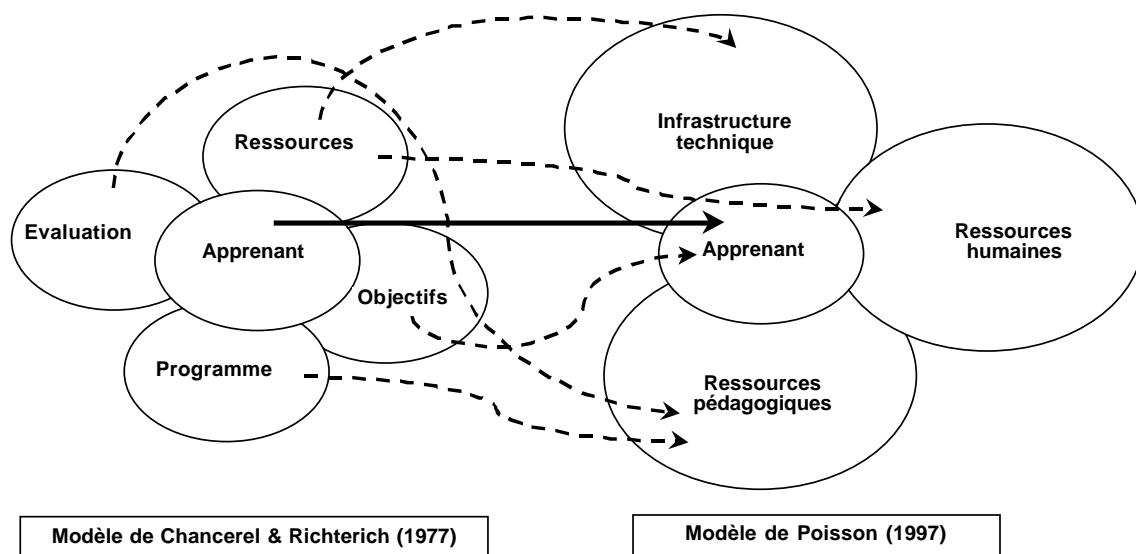 Ressources
Evaluation
Apprenant
Objectifs
Programme
Infrastructure
technique
Apprenant
Ressources
humaines
Ressources
pédagogiques
Modèle de Chancerel & Richterich (1977)
Modèle de Poisson (1997)